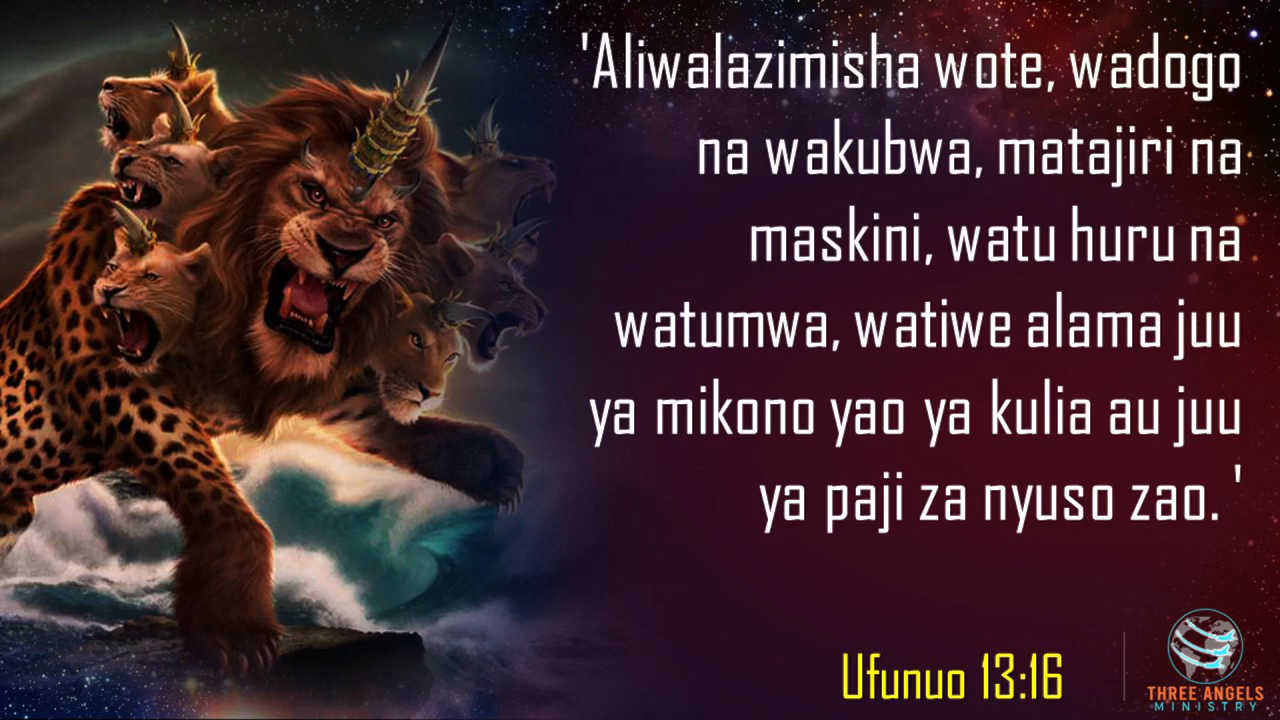 'Aliwalazimisha wote, wadogo
na wakubwa, matajiri na
maskini, watu huru na
watumwa, watiwe alama juu
ya mikono yao ya kulia au juu
ya paji za nyuso zao. '
Ufunuo 13:16
THREE ANGELS
MINISTRY